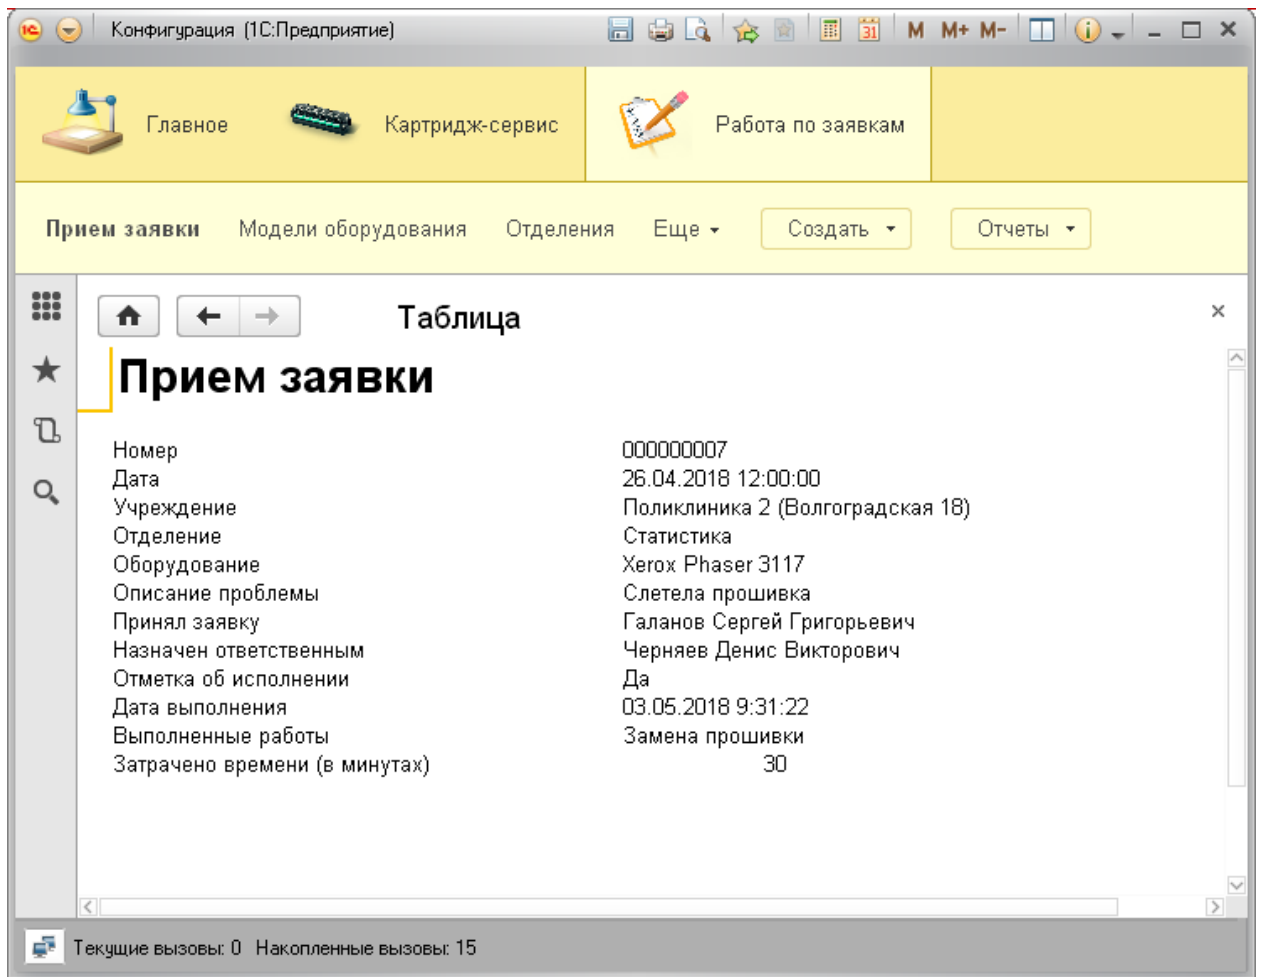 Конфигурация (1С:Предприятие)
31 M M+ M-
Главное Картридж-сервис Работа по заявкам
Прием заявки Модели оборудования Отделения Еще Создать Отчеты
Таблица
Прием заявки
Номер 000000007
Дата 26.04.2018 12:00:00
Учреждение Поликлиника 2 (Волгоградская 18)
Отделение Статистика
Оборудование Xerox Phaser 3117
Описание проблемы Слетела прошивка
Принял заявку Галанов Сергей Григорьевич
Назначен ответственным Черняев Денис Викторович
Отметка об исполнении Да
Дата выполнения 03.05.2018 9:31:22
Выполненные работы Замена прошивки
Затрачено времени (в минутах) 30
Текущие вызовы: 0 Накопленные вызовы: 15